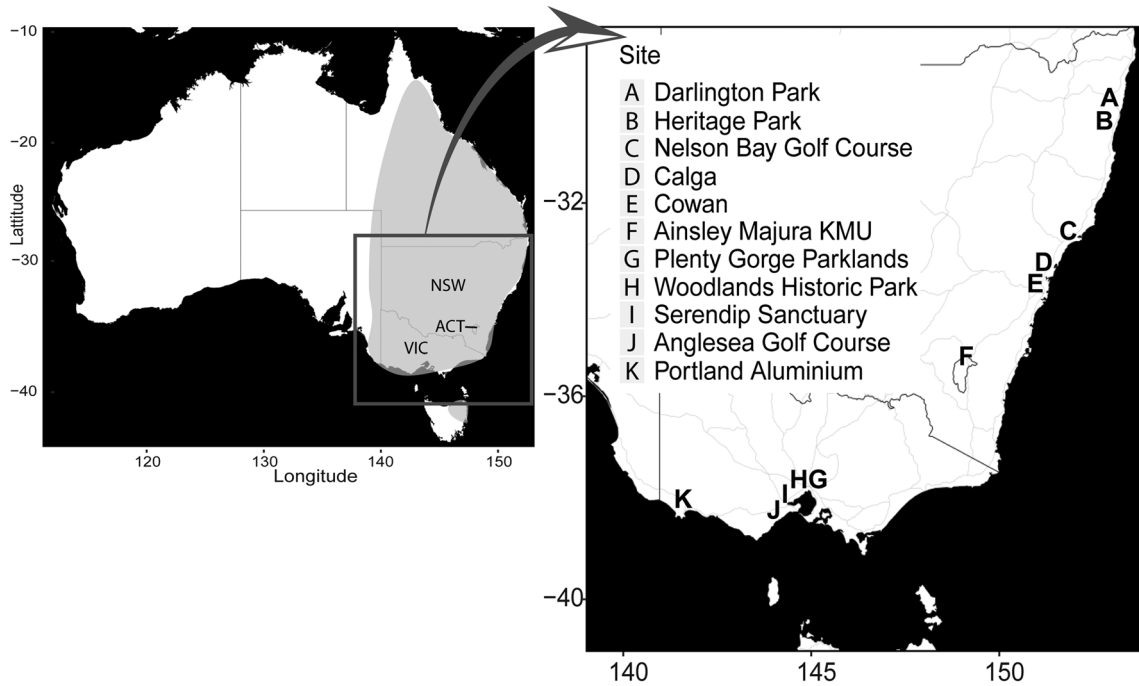 −10
−20
−30
−40
Lattitude
120
130
140
150
Longitude
NSW
ACT
VIC
Site
A Darlington Park
B Heritage Park
C Nelson Bay Golf Course
D Calga
E Cowan
F Ainsley Majura KMU
G Plenty Gorge Parklands
H Woodlands Historic Park
I Serendip Sanctuary
J Anglesea Golf Course
K Portland Aluminium
A
B
C
D
E
F
HG
I
J
K
−32
−36
−40
140
145
150